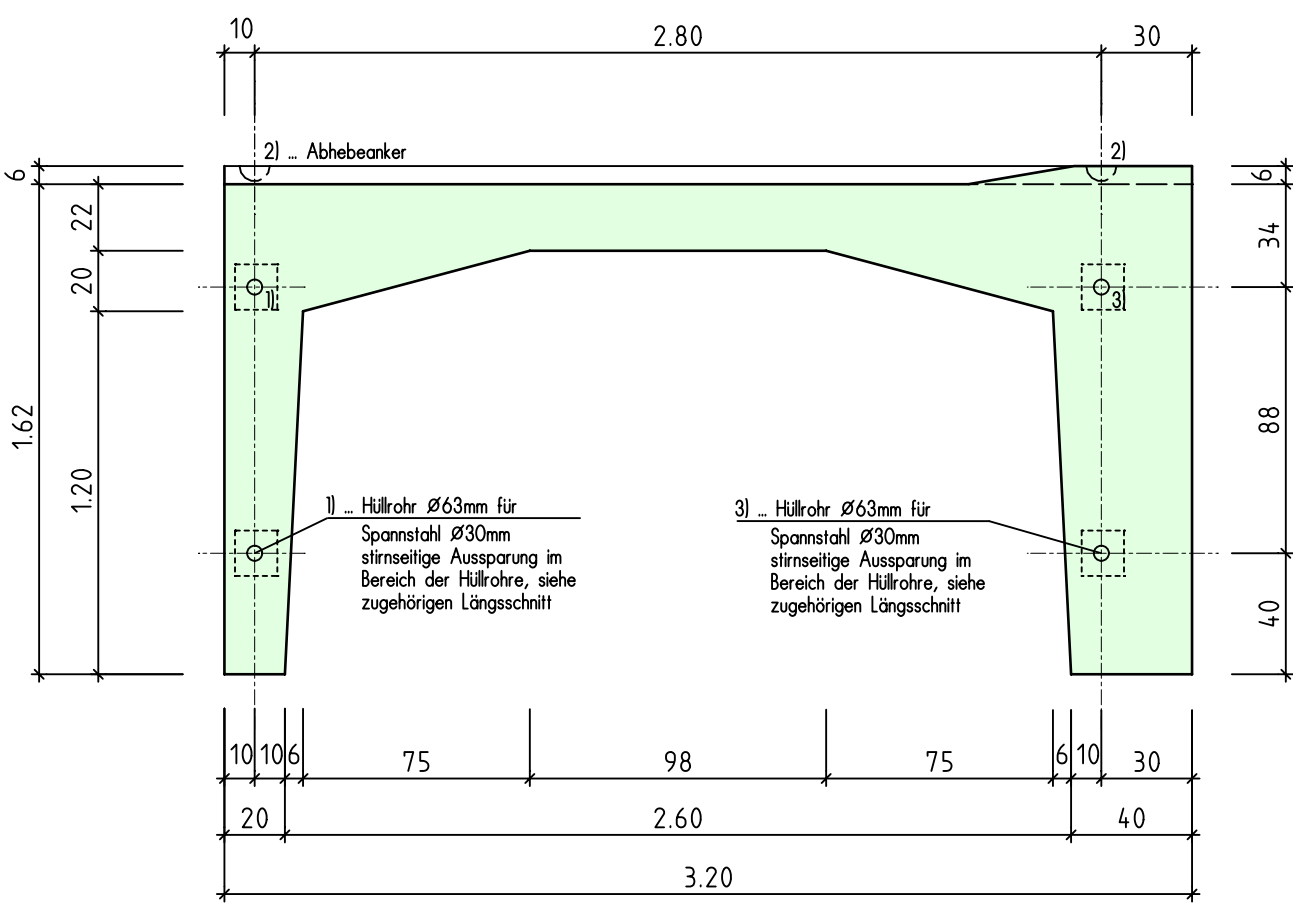 10
2.80
30
2) ... Abhebeanker
2)
6
6
22
34
20
1)
3)
1.62
88
1.20
1) ... Hüllrohr Ø63mm für
Spannstahl Ø30mm
stirnseitige Aussparung im
Bereich der Hüllrohre, siehe
zugehörigen Längsschnitt
3) ... Hüllrohr Ø63mm für
Spannstahl Ø30mm
stirnseitige Aussparung im
Bereich der Hüllrohre, siehe
zugehörigen Längsschnitt
40
10 10 6 75 98 75 6 10 30
20 2.60 40
3.20